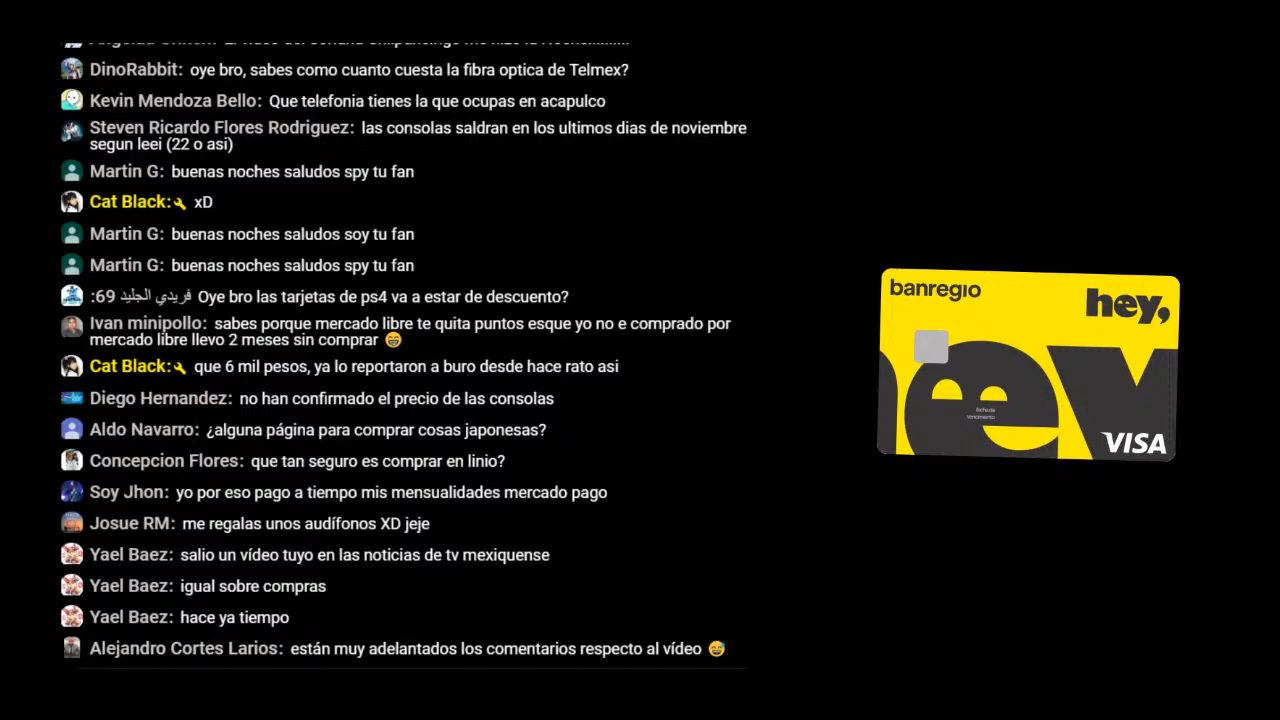 DinoRabbit: oye bro, sabes como cuanto cuesta la fibra optica de Telmex?
Kevin Mendoza Bello: Que telefonia tienes la que ocupas en acapulco
Steven Ricardo Flores Rodriguez: las consolas saldran en los ultimos dias de noviembre
segun leei (22 o asi)
Martin G: buenas noches saludos spy tu fan
Cat Black: xD
Martin G: buenas noches saludos soy tu fan
Martin G: buenas noches saludos spy tu fan
فريدي الجليد 69: Oye bro las tarjetas de ps4 va a estar de descuento?
Ivan minipollo: sabes porque mercado libre te quita puntos esque yo no e comprado por
mercado libre llevo 2 meses sin comprar 😁
Cat Black: que 6 mil pesos, ya lo reportaron a buro desde hace rato asi
Diego Hernandez: no han confirmado el precio de las consolas
Aldo Navarro: ¿alguna página para comprar cosas japonesas?
Concepcion Flores: que tan seguro es comprar en linio?
Soy Jhon: yo por eso pago a tiempo mis mensualidades mercado pago
Josue RM: me regalas unos audífonos XD jeje
Yael Baez: salio un vídeo tuyo en las noticias de tv mexiquense
Yael Baez: igual sobre compras
Yael Baez: hace ya tiempo
Alejandro Cortes Larios: están muy adelantados los comentarios respecto al vídeo 😅
banregio
hey,
VISA